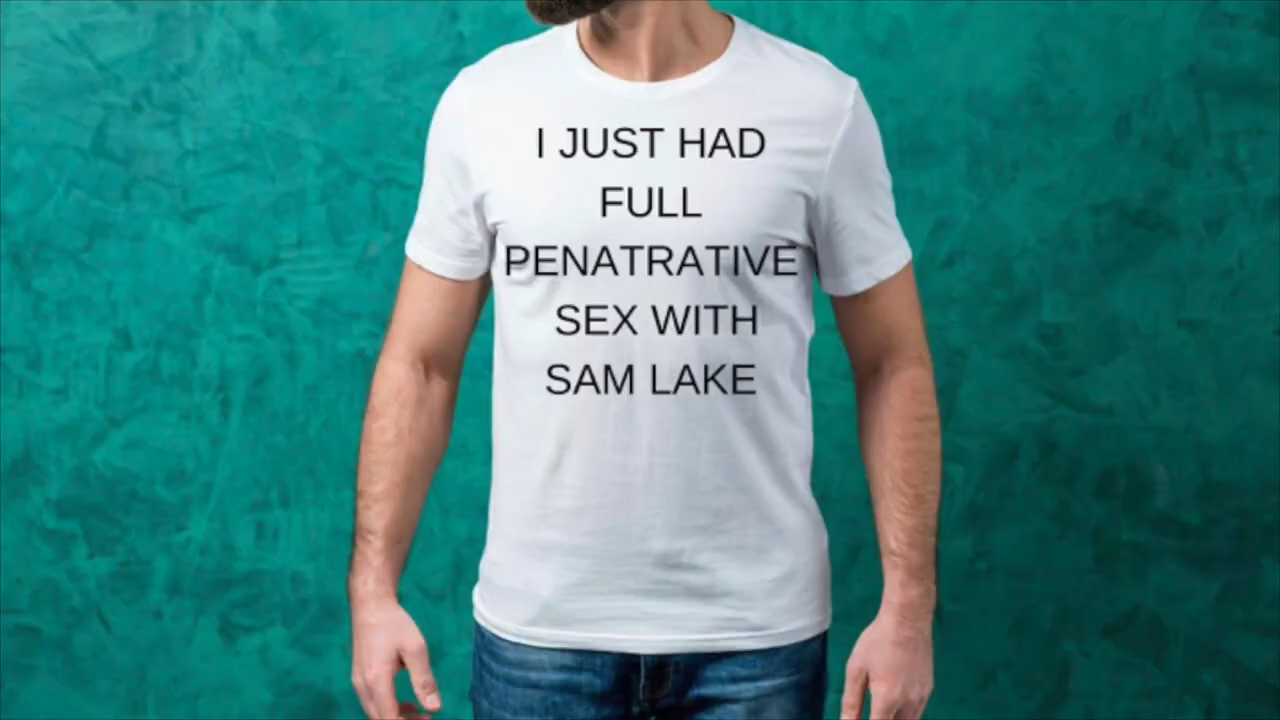 I JUST HAD
FULL
PENATRATIVE
SEX WITH
SAM LAKE